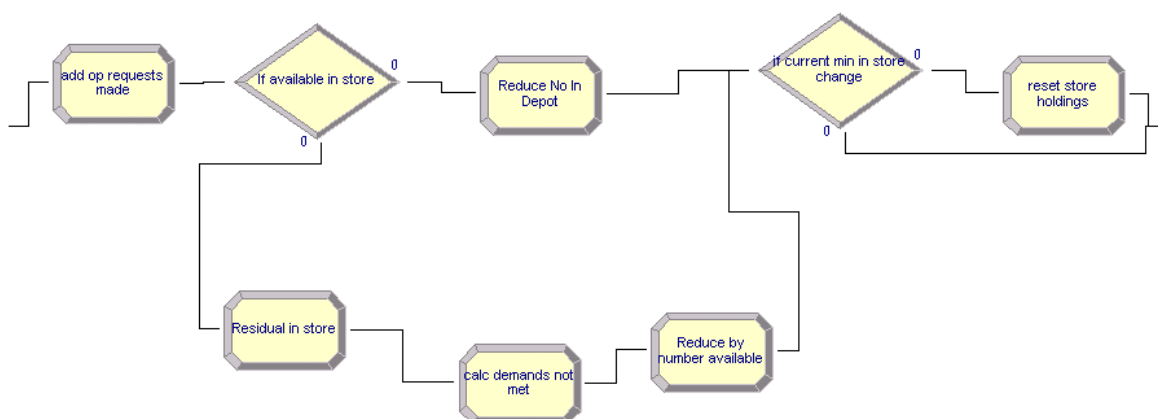 add op requests
made
If available in store
0
0
Reduce No In
Depot
if current min in store
change
0
0
reset store
holdings
Residual in store
calc demands not
met
Reduce by
number available